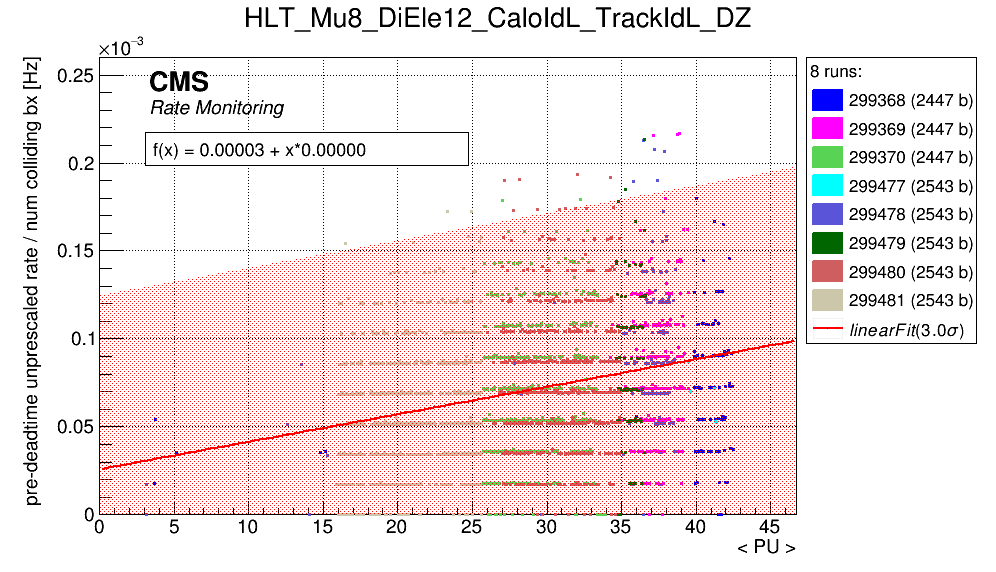 HLT_Mu8_DiEle12_CaloIdL_TrackIdL_DZ
×10⁻³
pre-deadtime unprescaled rate / num colliding bx [Hz]
CMS
Rate Monitoring
f(x) = 0.00003 + x*0.00000
0.25
0.2
0.15
0.1
0.05
0
0 5 10 15 20 25 30 35 40 45
< PU >
8 runs:
299368 (2447 b)
299369 (2447 b)
299370 (2447 b)
299477 (2543 b)
299478 (2543 b)
299479 (2543 b)
299480 (2543 b)
299481 (2543 b)
linearFit(3.0σ)